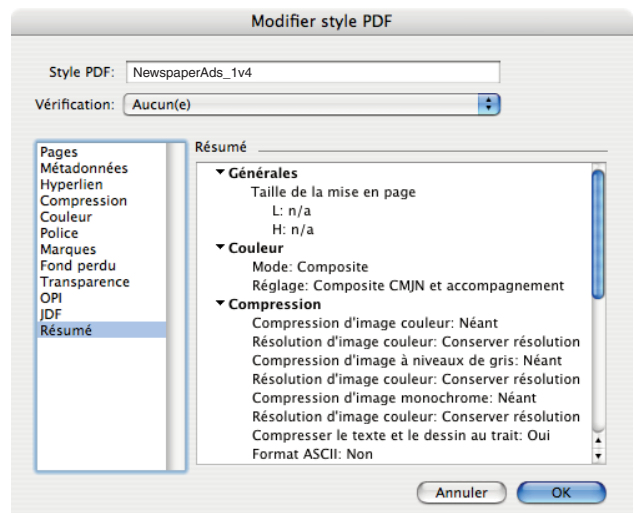 Modifier style PDF
Style PDF: NewspaperAds_1v4
Vérification: Aucun(e)
Pages
Métadonnées
Hyperlien
Compression
Couleur
Police
Marques
Fond perdu
Transparence
OPI
JDF
Résumé
Résumé
Générales
Taille de la mise en page
L: n/a
H: n/a
Couleur
Mode: Composite
Réglage: Composite CMJN et accompagnement
Compression
Compression d'image couleur: Néant
Résolution d'image couleur: Conserver résolution
Compression d'image à niveaux de gris: Néant
Résolution d'image couleur: Conserver résolution
Compression d'image monochrome: Néant
Résolution d'image couleur: Conserver résolution
Compresser le texte et le dessin au trait: Oui
Format ASCII: Non
Annuler
OK